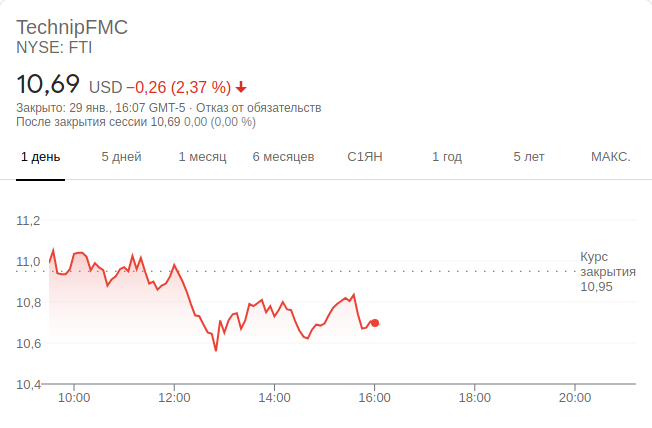 TechnipFMC
NYSE: FTI
10,69 USD −0,26 (2,37 %)
Закрыто: 29 янв., 16:07 GMT-5 · Отказ от обязательств
После закрытия сессии 10,69 0,00 (0,00 %)
1 день 5 дней 1 месяц 6 месяцев С1ЯН 1 год 5 лет МАКС.
11,2
11,0
10,8
10,6
10,4
Курс
закрытия
10,95
10:00 12:00 14:00 16:00 18:00 20:00